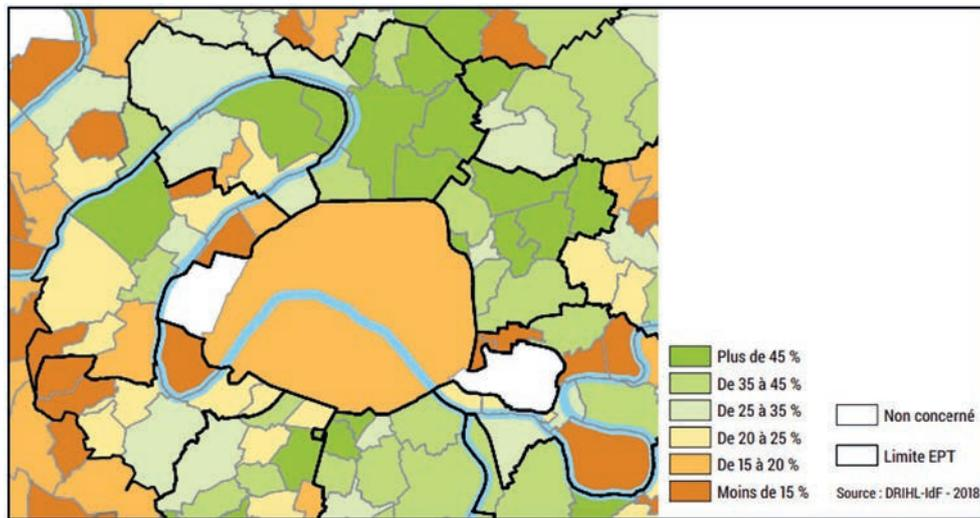 Plus de 45 %
De 35 à 45 %
De 25 à 35 %
De 20 à 25 %
De 15 à 20 %
Moins de 15 %
Non concerné
Limite EPT
Source : DRIHL-IdF - 2018